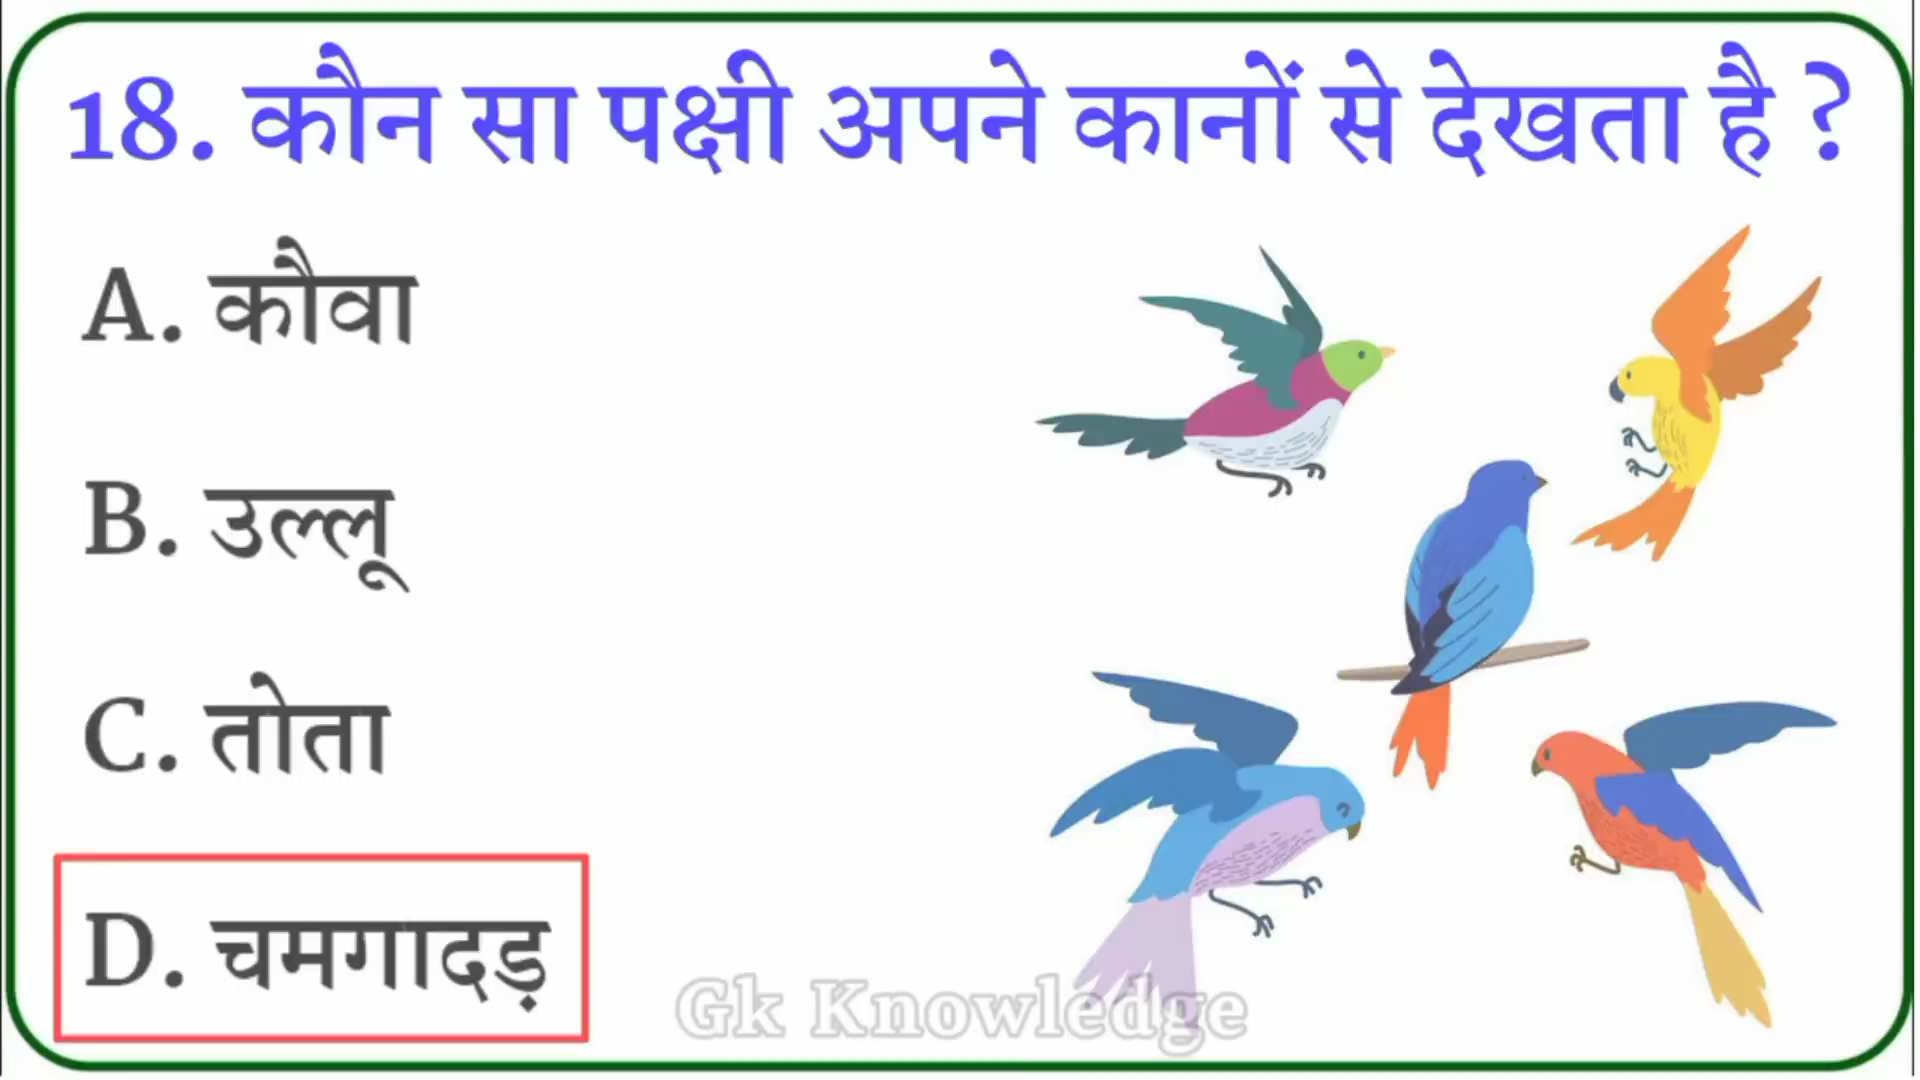 18. कौन सा पक्षी अपने कानों से देखता है ?
A. कौवा
B. उल्लू
C. तोता
D. चमगादड़
Gk Knowledge